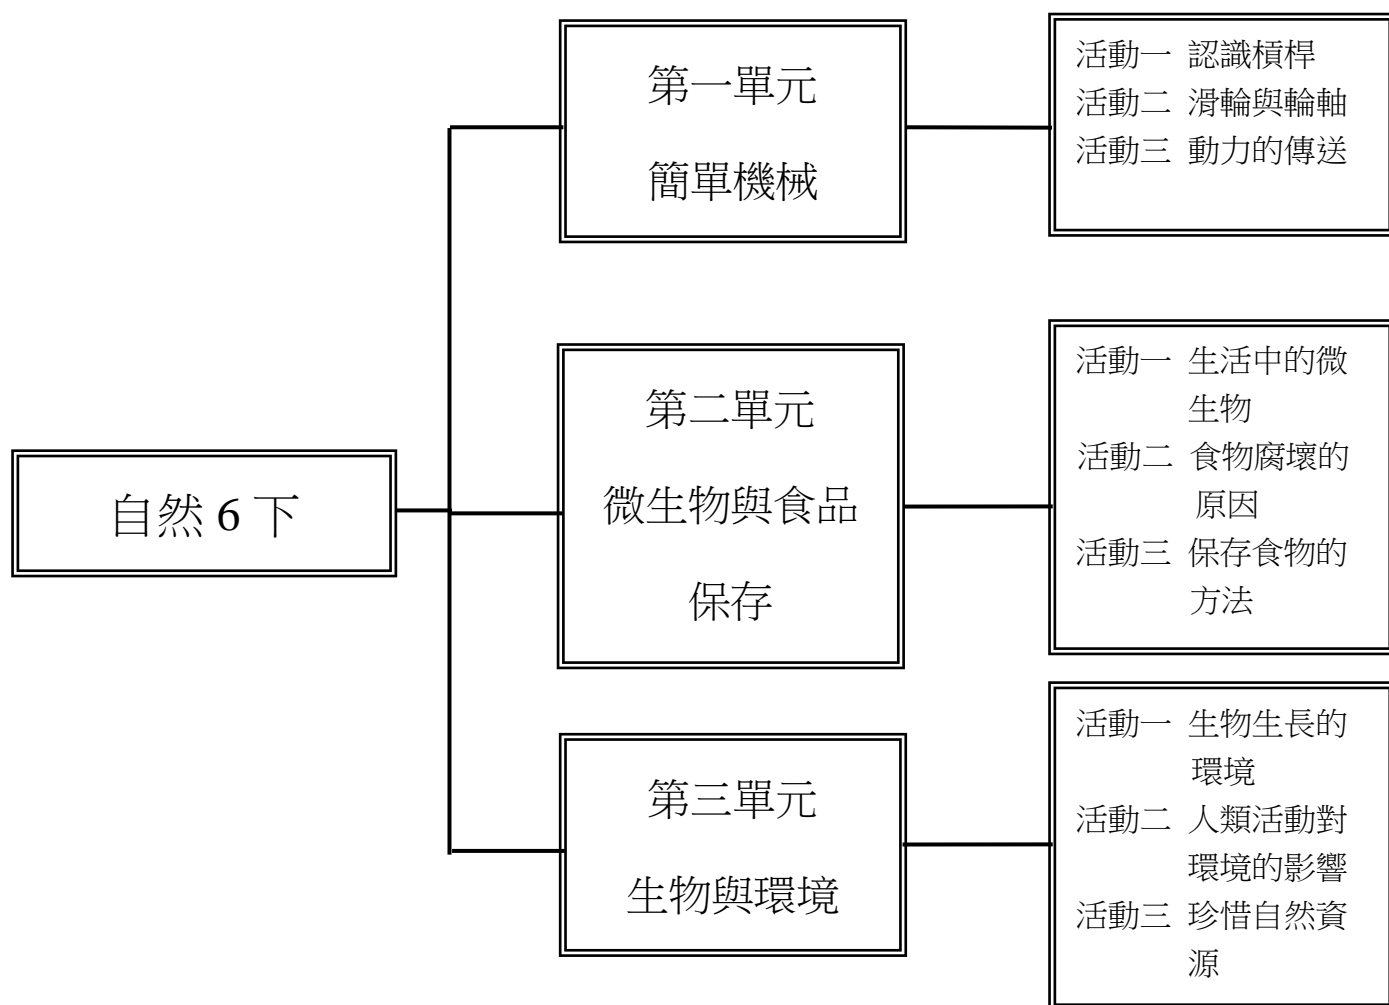 自然 6 下
第一單元
簡單機械
活動一 認識槓桿
活動二 滑輪與輪軸
活動三 動力的傳送
第二單元
微生物與食品
保存
活動一 生活中的微
生物
活動二 食物腐壞的
原因
活動三 保存食物的
方法
第三單元
生物與環境
活動一 生物生長的
環境
活動二 人類活動對
環境的影響
活動三 珍惜自然資
源